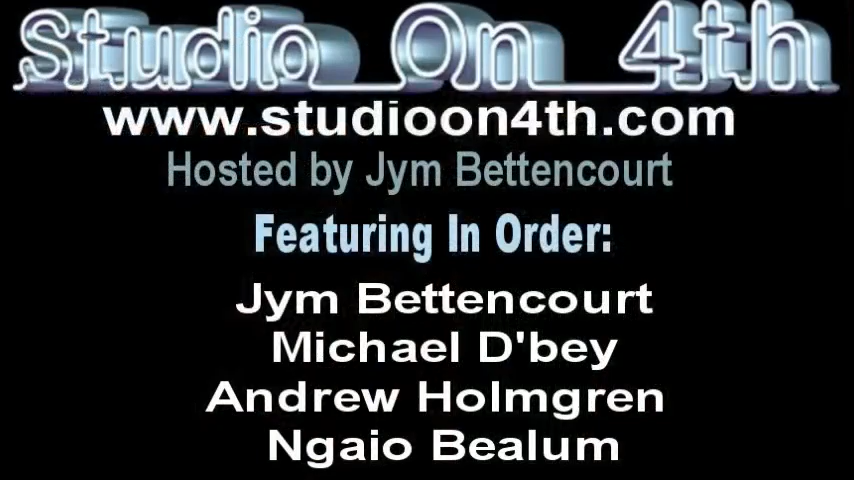 Studio On 4th
www.studioon4th.com
Hosted by Jym Bettencourt
Featuring In Order:
Jym Bettencourt
Michael D'bey
Andrew Holmgren
Ngaio Bealum